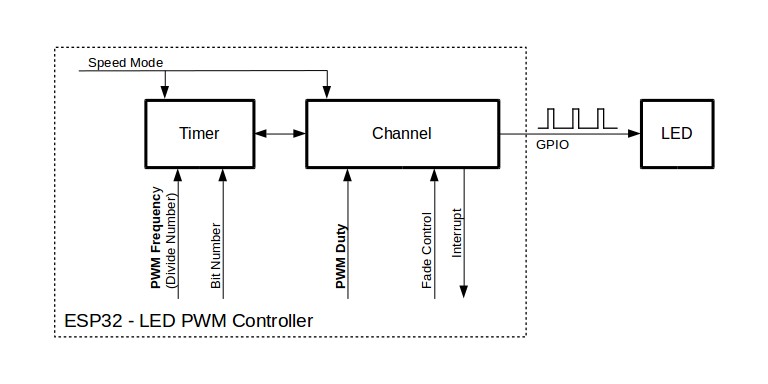 Speed Mode
Timer
Channel
GPIO
LED
PWM Frequency
(Divide Number)
Bit Number
PWM Duty
Fade Control
Interrupt
ESP32 - LED PWM Controller